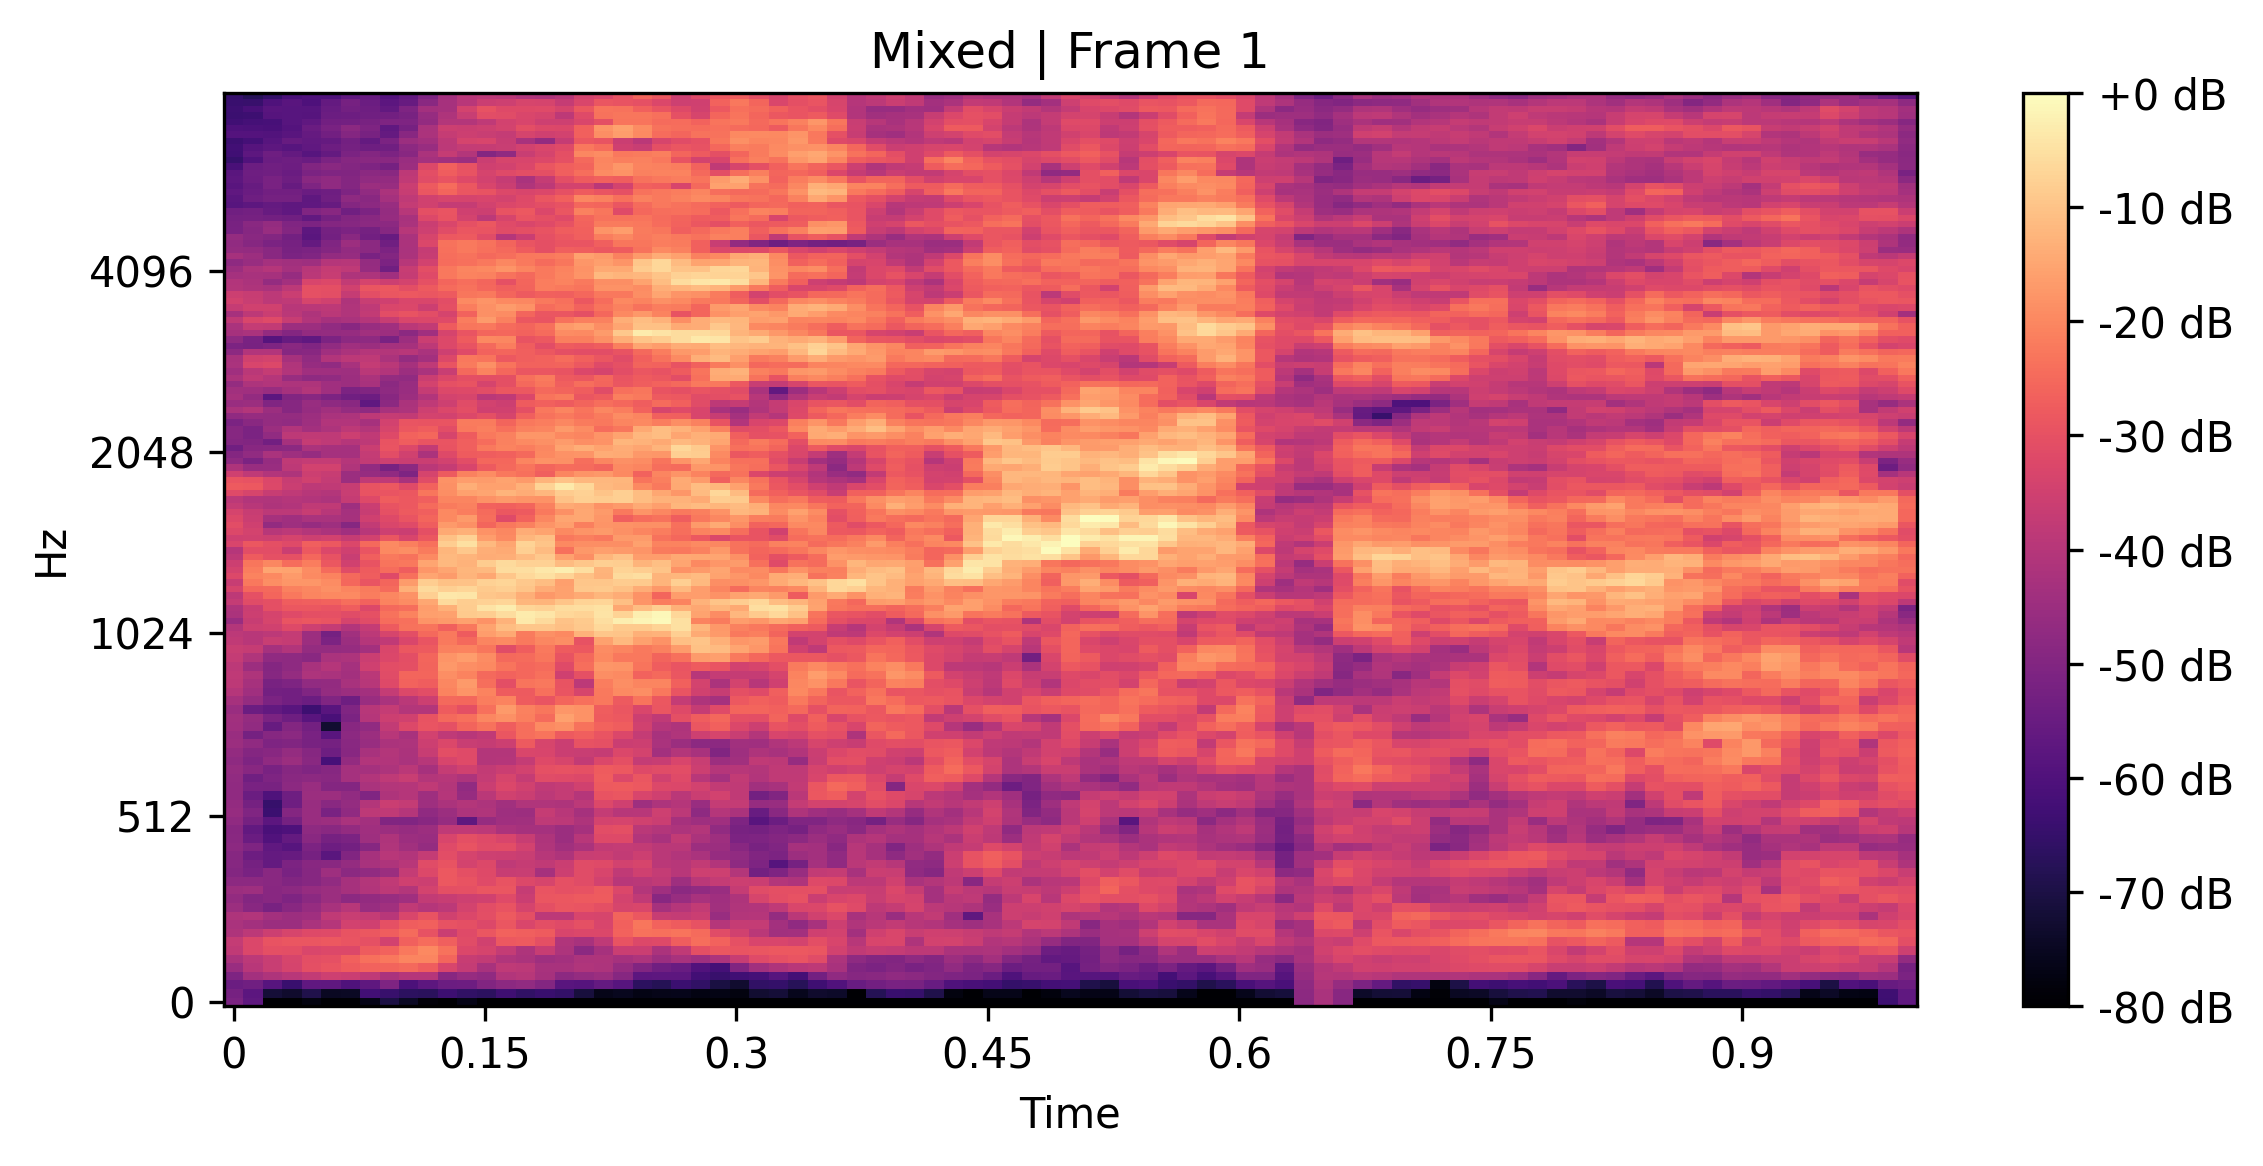 Mixed | Frame 1
Hz
4096
2048
1024
512
0
0 0.15 0.3 0.45 0.6 0.75 0.9
Time
+0 dB
-10 dB
-20 dB
-30 dB
-40 dB
-50 dB
-60 dB
-70 dB
-80 dB